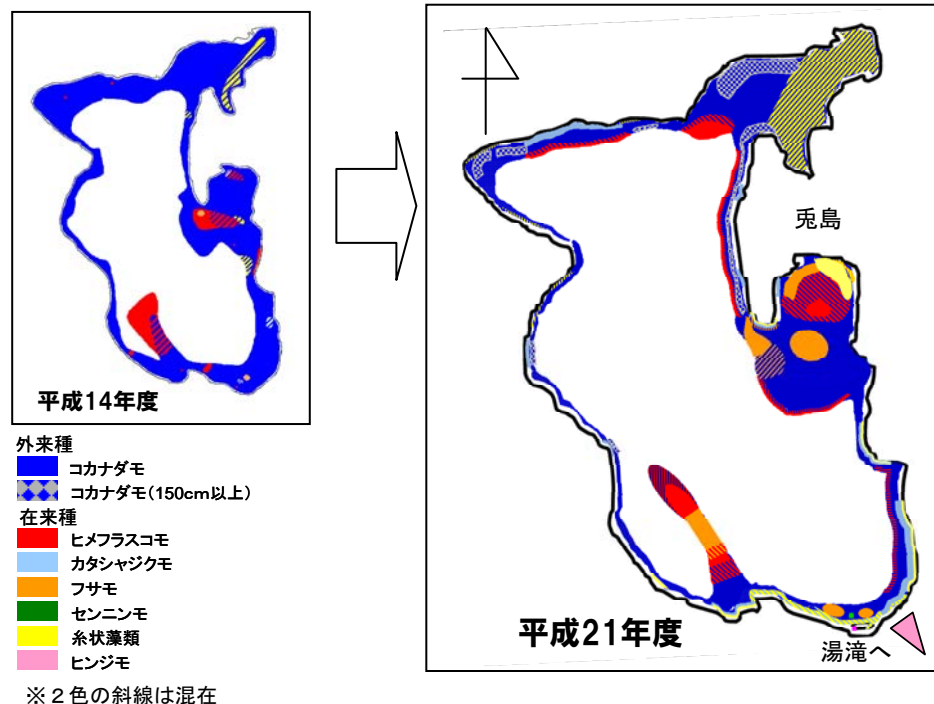 平成14年度
外来種
コカナダモ
コカナダモ(150cm以上)
在来種
ヒメフラスコモ
カタシャジクモ
フサモ
センニンモ
糸状藻類
ヒンジモ
※2色の斜線は混在
兎島
平成21年度
湯滝へ